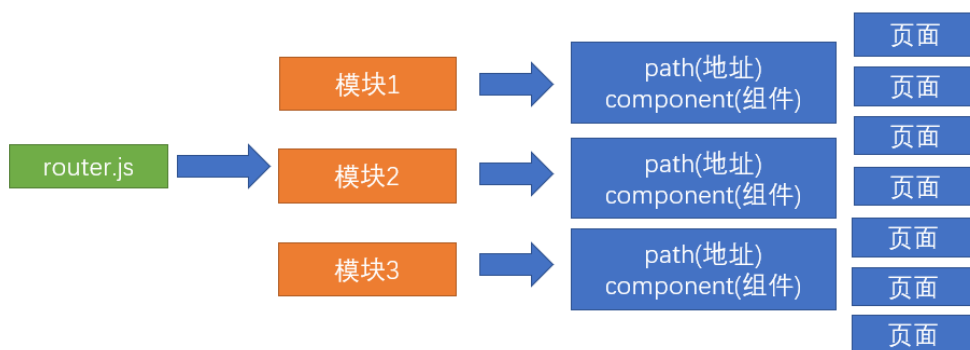 router.js
模块1
path(地址)
component(组件)
模块2
path(地址)
component(组件)
模块3
path(地址)
component(组件)
页面
页面
页面
页面
页面
页面
页面